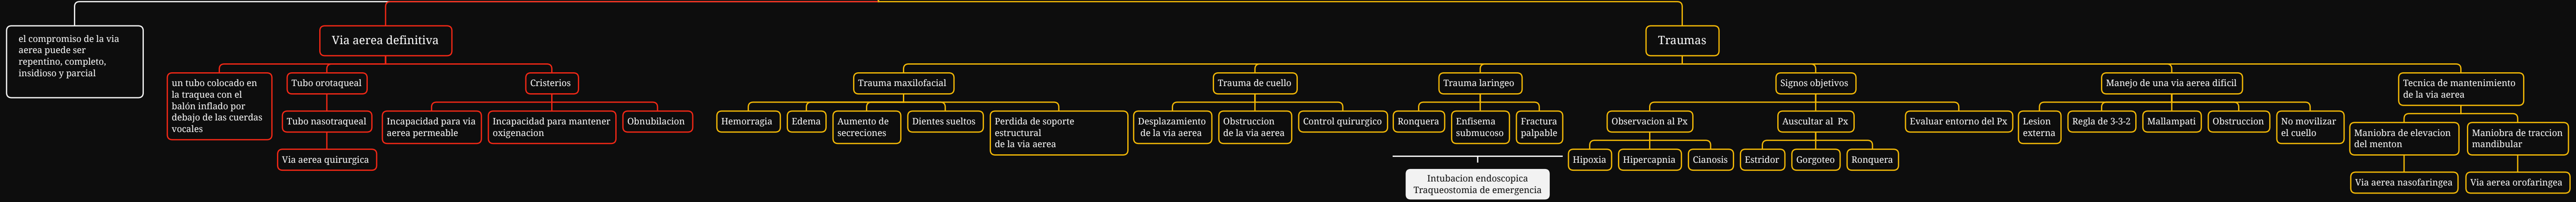 el compromiso de la via
aerea puede ser
repentino, completo,
insidioso y parcial
Via aerea definitiva
un tubo colocado en
la traquea con el
balón inflado por
debajo de las cuerdas
vocales
Tubo orotaqueal
Tubo nasotraqueal
Via aerea quirurgica
Cristerios
Incapacidad para via
aerea permeable
Incapacidad para mantener
oxigenacion
Obnubilacion
Traumas
Trauma maxilofacial
Hemorragia
Edema
Aumento de
secreciones
Dientes sueltos
Perdida de soporte
estructural
de la via aerea
Trauma de cuello
Desplazamiento
de la via aerea
Obstruccion
de la via aerea
Control quirurgico
Trauma laringeo
Ronquera
Enfisema
submucoso
Fractura
palpable
Intubacion endoscopica
Traqueostomia de emergencia
Signos objetivos
Observacion al Px
Hipoxia
Hipercapnia
Cianosis
Auscultar al Px
Estridor
Gorgoteo
Ronquera
Evaluar entorno del Px
Manejo de una via aerea dificil
Lesion
externa
Regla de 3-3-2
Mallampati
Obstruccion
No movilizar
el cuello
Tecnica de mantenimiento
de la via aerea
Maniobra de elevacion
del menton
Via aerea nasofaringea
Maniobra de traccion
mandibular
Via aerea orofaringea